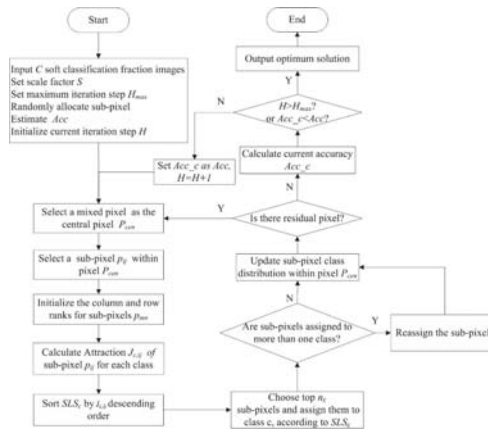 Start
Input C soft classification fraction images
Set scale factor S
Set maximum iteration step Hmax
Randomly allocate sub-pixel
Estimate Acc
Initialize current iteration step H
Select a mixed pixel as the
central pixel Pcen
Select a sub-pixel pij within
pixel Pcen
Initialize the column and row
ranks for sub-pixels
Calculate Attraction Jc,ij of
sub-pixel pij for each class
Sort SLSc by descending
order
Choose top
sub-pixels and assign them to
class c, according to SLSc
Are sub-pixels assigned to
more than one class?
Y
Reassign the sub-pixel
N
Update sub-pixel class
distribution within pixel Pcen
Is there residual pixel?
Y
N
Calculate current accuracy
Acc_c
H>Hmax?
or Acc_c<Acc?
N
Set Acc_c as Acc,
H=H+1
Y
Output optimum solution
End